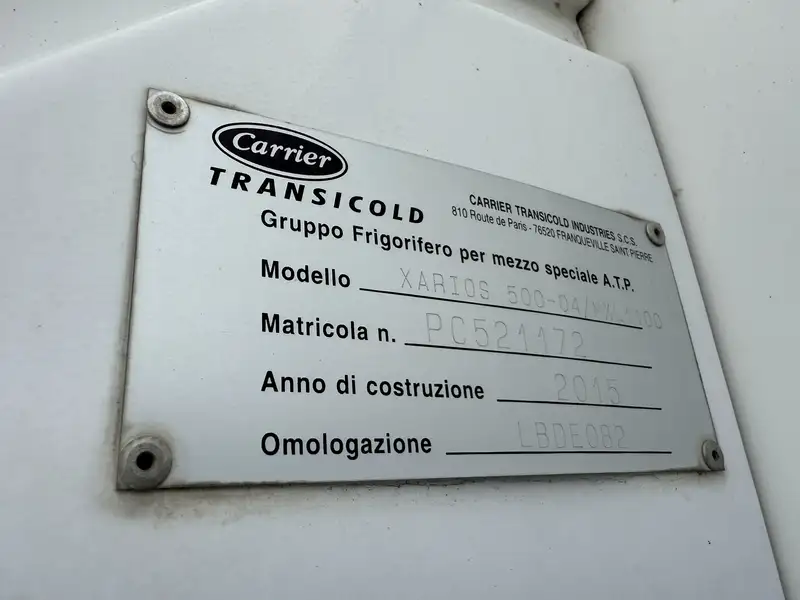 Carrier
TRANSICOLD
CARRIER TRANSICOLD INDUSTRIES S.C.S.
810 Route de Paris - 76520 FRANQUEVILLE SAINT PIERRE
Gruppo Frigorifero per mezzo speciale A.T.P.
Modello XARIOS
Matricola n. PC521172
Anno di costruzione 2015
Omologazione LBDE082